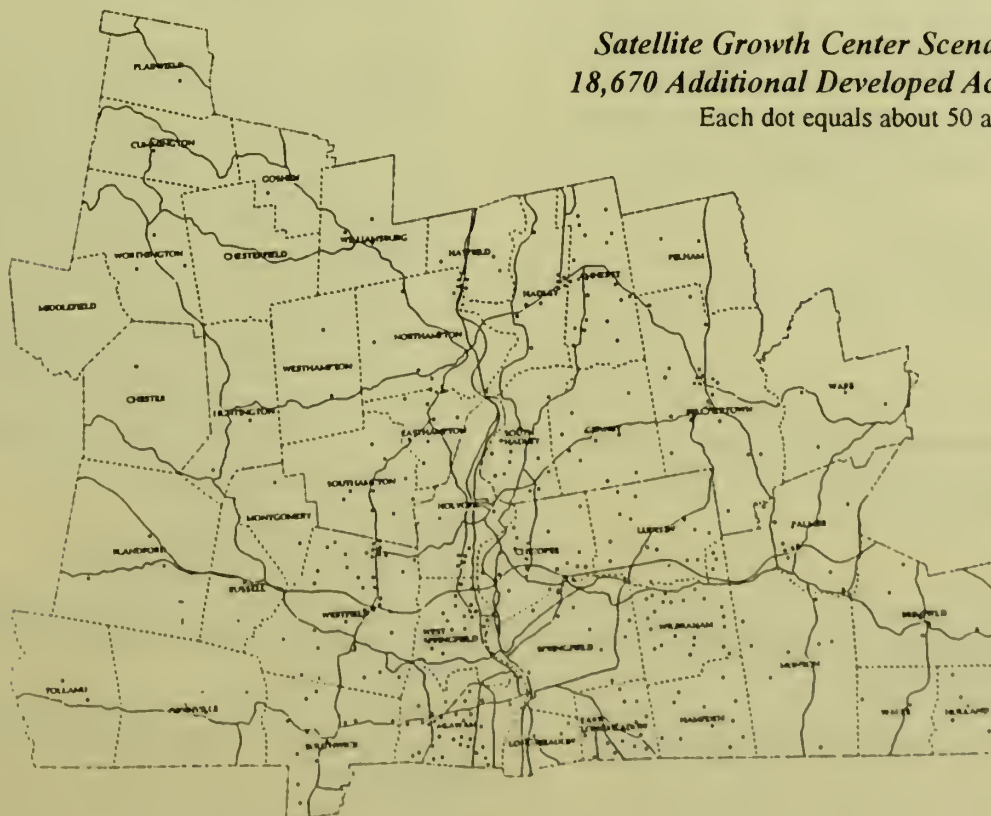 Satellite Growth Center Scena
18,670 Additional Developed Ac
Each dot equals about 50 a
PLAINFIELD
CUMMINGTON
GOSHEN
WILLIAMSBURG
HATFIELD
WORTHINGTON
CHESTERFIELD
PELHAM
AMHERST
HADLEY
MIDDLEFIELD
NORTHAMPTON
WESTHAMPTON
CHESTER
WARE
HUNTINGTON
BELCHERTOWN
EASTHAMPTON
SOUTH
HADLEY
GRANBY
SOUTHAMPTON
HOLYOKE
MONTGOMERY
LUDLOW
PALMER
BLANDFORD
CHICOPEE
RUSSELL
WESTFIELD
BRIMFIELD
WEST
SPRINGFIELD
WILBRAHAM
SPRINGFIELD
MONSON
TOLLAND
GRANVILLE
WALES
HOLLAND
AGAWAM
EAST
LONGMEADOW
HAMPDEN
LONGMEADOW
SOUTHWICK